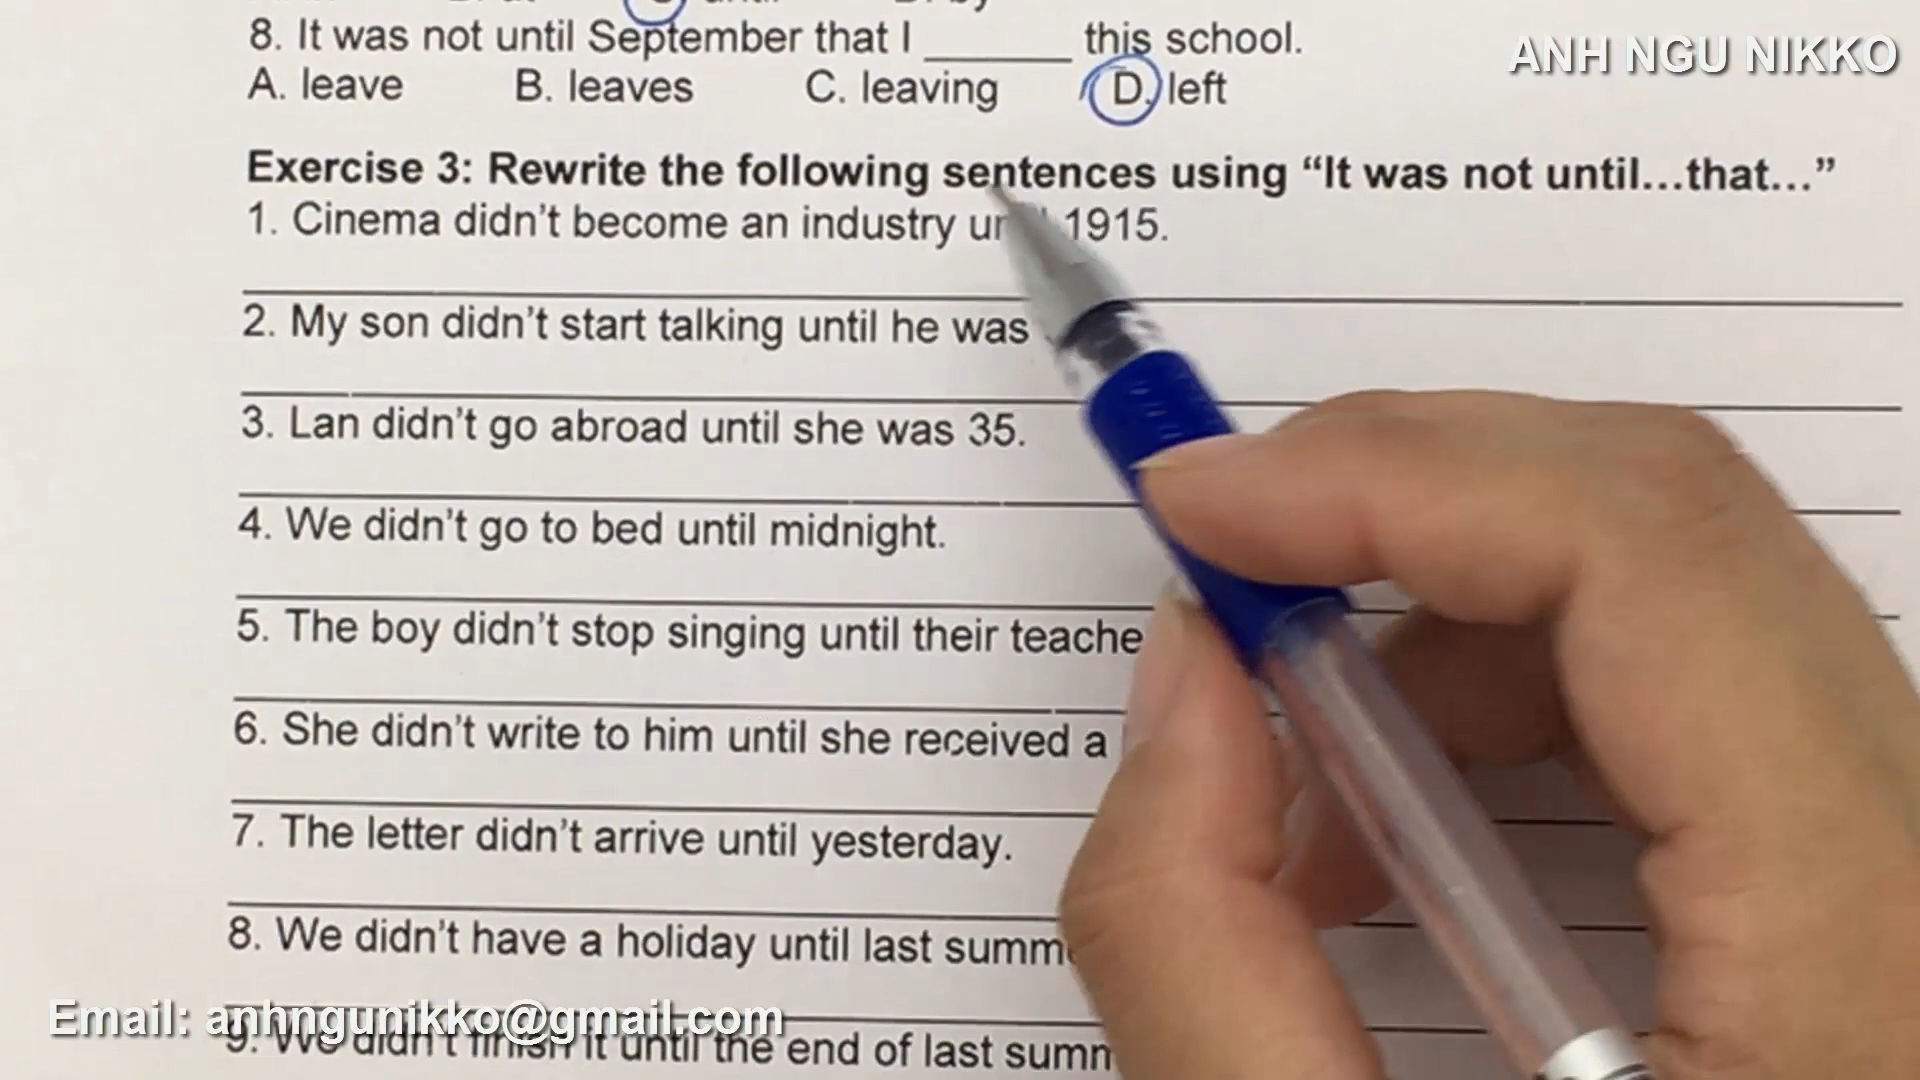 8. It was not until September that I ______ this school.
ANH NGU NIKKO
A. leave B. leaves C. leaving D. left
Exercise 3: Rewrite the following sentences using “It was not until...that...”
1. Cinema didn’t become an industry 1915.
2. My son didn’t start talking until he was
3. Lan didn’t go abroad until she was 35.
4. We didn’t go to bed until midnight.
5. The boy didn’t stop singing until their
6. She didn’t write to him until she received a
7. The letter didn’t arrive until yesterday.
8. We didn’t have a holiday until last
Email: anhngunikko@gmail.com
9. We didn’t finish it until the end of last